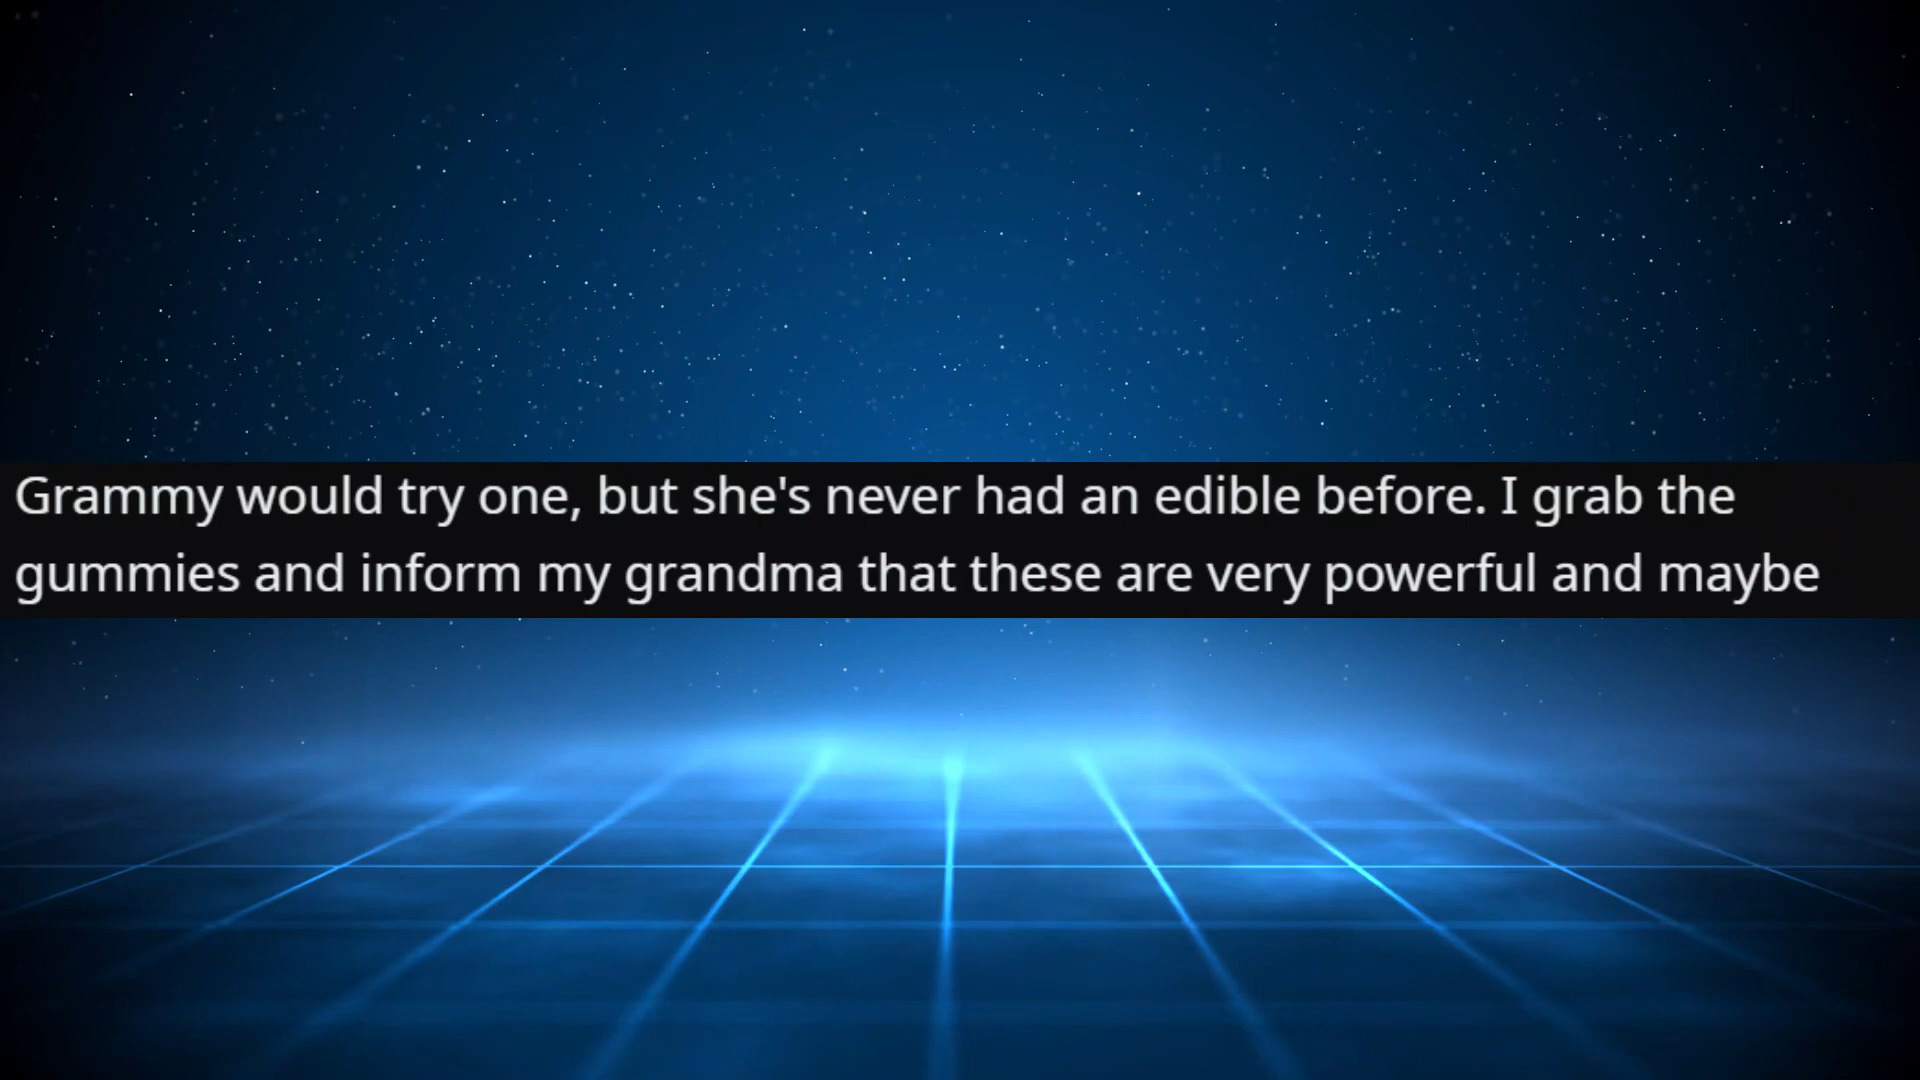 Grammy would try one, but she's never had an edible before. I grab the
gummies and inform my grandma that these are very powerful and maybe